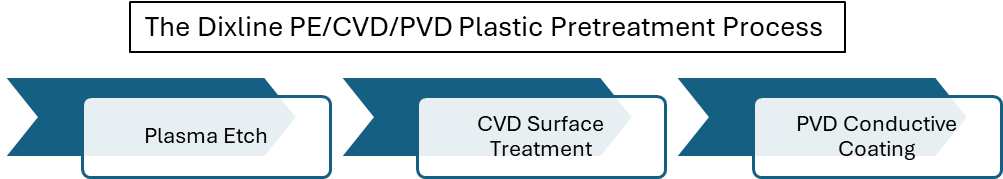 The Dixline PE/CVD/PVD Plastic Pretreatment Process
Plasma Etch
CVD Surface
Treatment
PVD Conductive
Coating